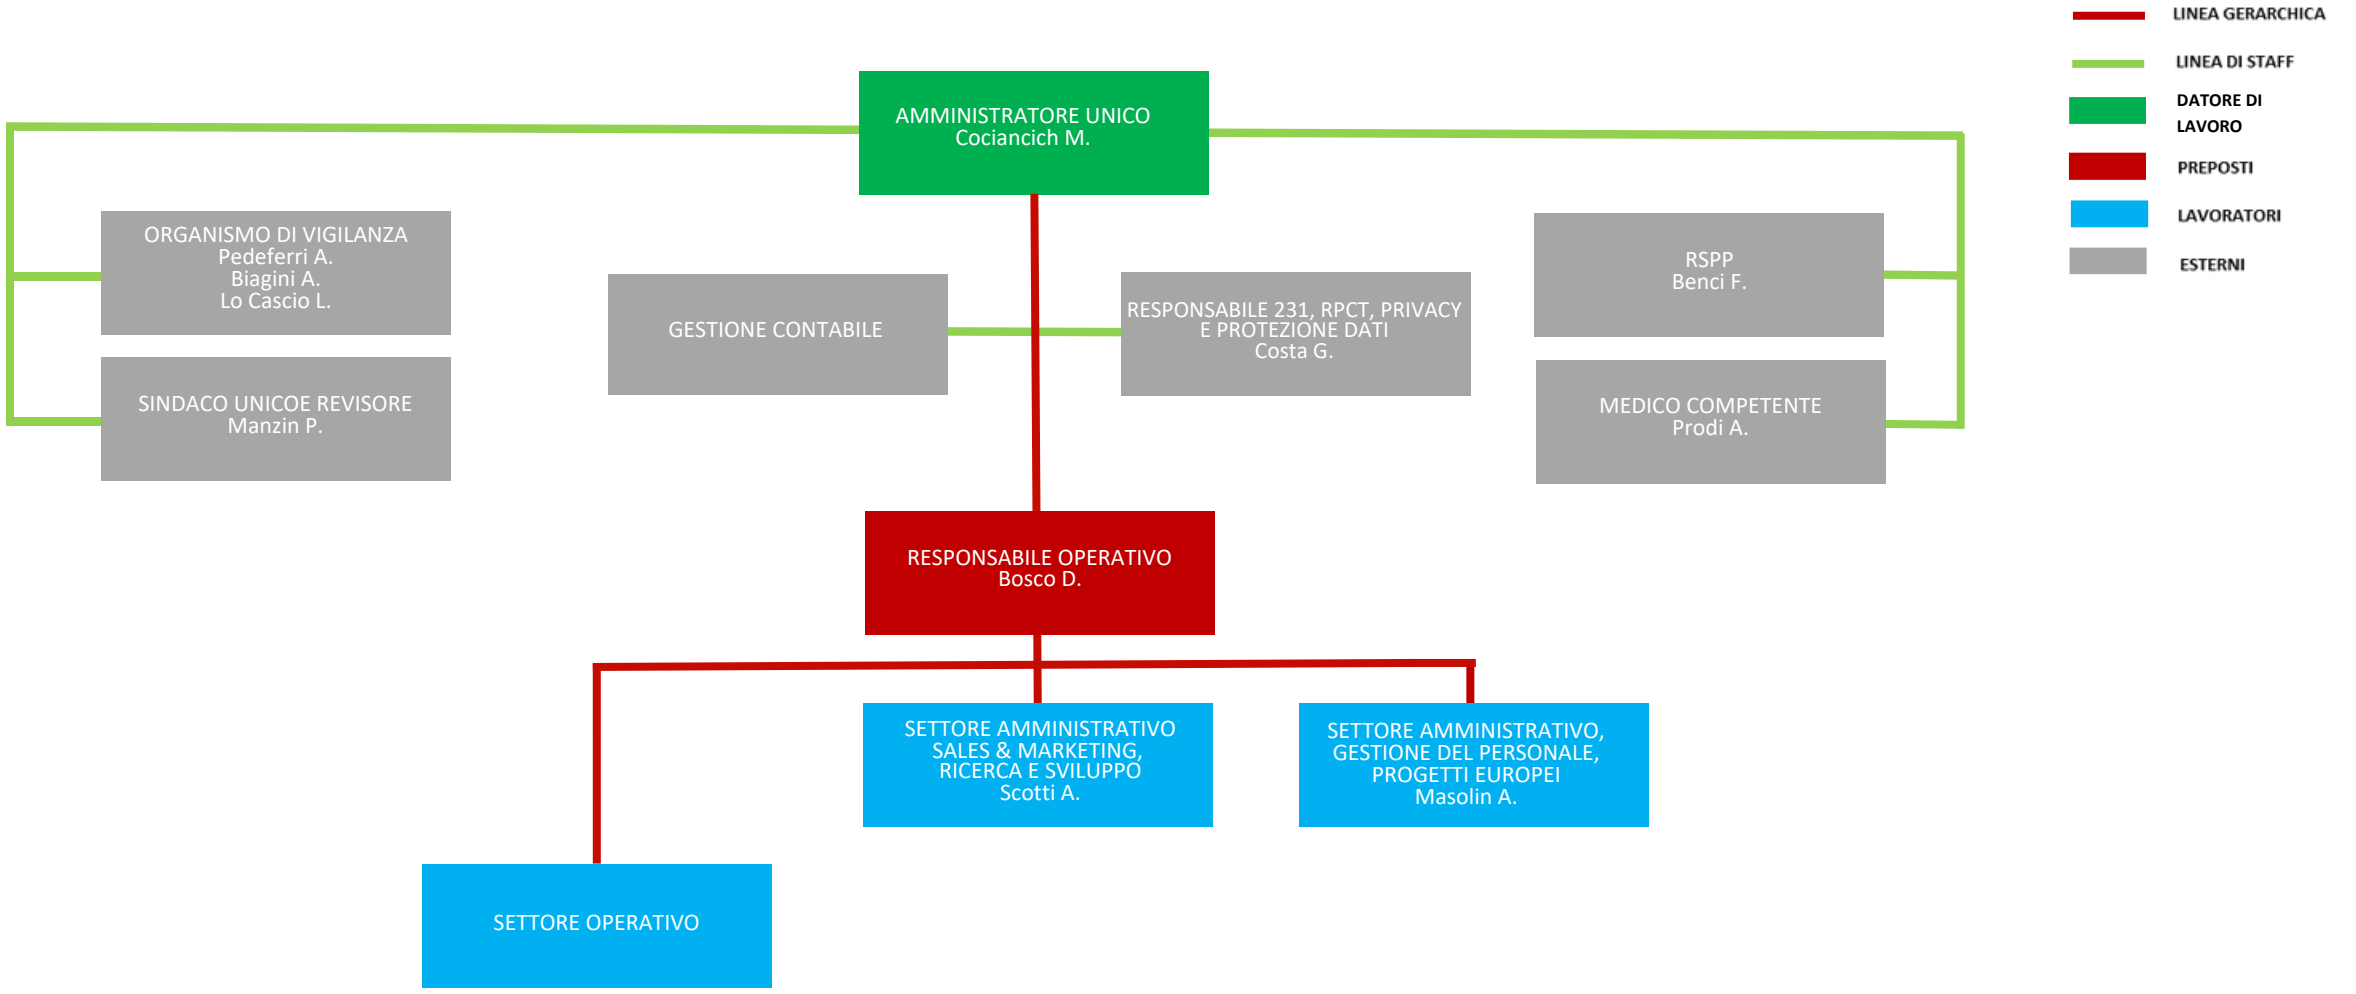 LINEA GERARCHICA
LINEA DI STAFF
DATORE DI
LAVORO
PREPOSTI
LAVORATORI
ESTERNI
AMMINISTRATORE UNICO
Cociancich M.
ORGANISMO DI VIGILANZA
Pedeferri A.
Biagini A.
Lo Cascio L.
SINDACO UNICOE REVISORE
Manzin P.
GESTIONE CONTABILE
RESPONSABILE 231, RPCT, PRIVACY
E PROTEZIONE DATI
Costa G.
RSPP
Benci F.
MEDICO COMPETENTE
Prodi A.
RESPONSABILE OPERATIVO
Bosco D.
SETTORE AMMINISTRATIVO
SALES & MARKETING,
RICERCA E SVILUPPO
Scotti A.
SETTORE AMMINISTRATIVO,
GESTIONE DEL PERSONALE,
PROGETTI EUROPEI
Masolin A.
SETTORE OPERATIVO